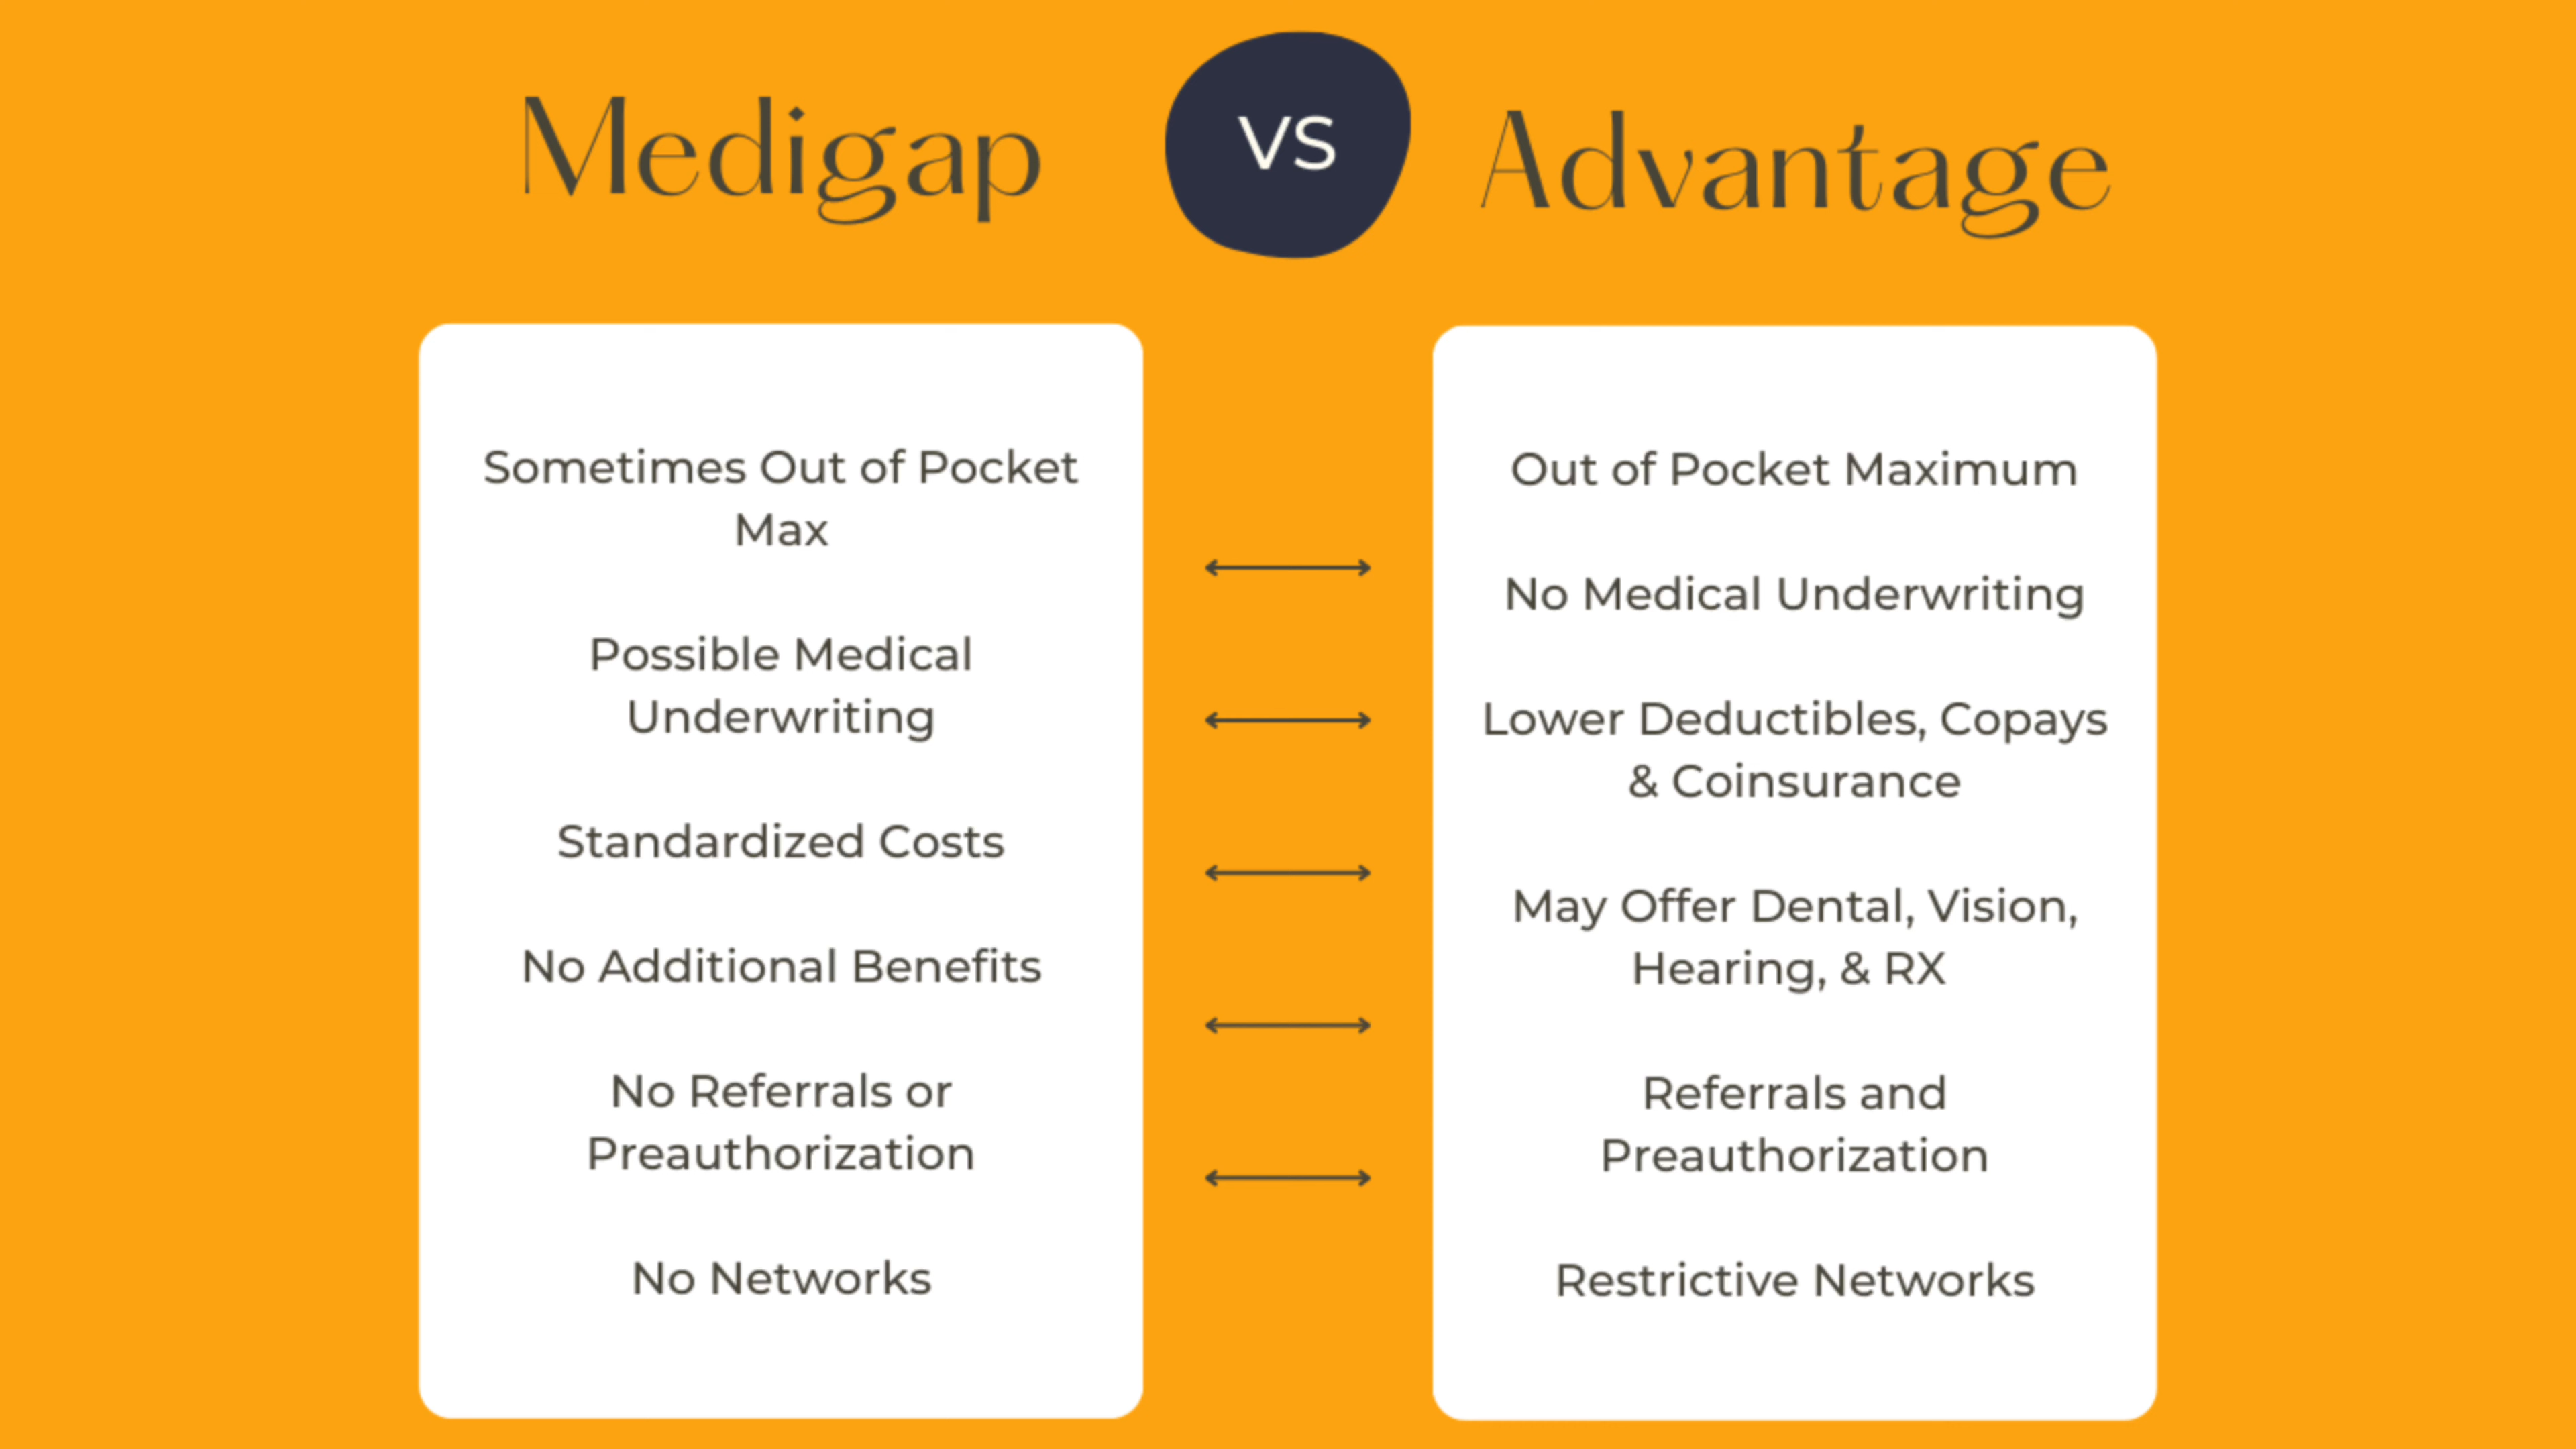 Medigap
VS
Advantage
Sometimes Out of Pocket
Max
Possible Medical
Underwriting
Standardized Costs
No Additional Benefits
No Referrals or
Preauthorization
No Networks
Out of Pocket Maximum
No Medical Underwriting
Lower Deductibles, Copays
& Coinsurance
May Offer Dental, Vision,
Hearing, & RX
Referrals and
Preauthorization
Restrictive Networks